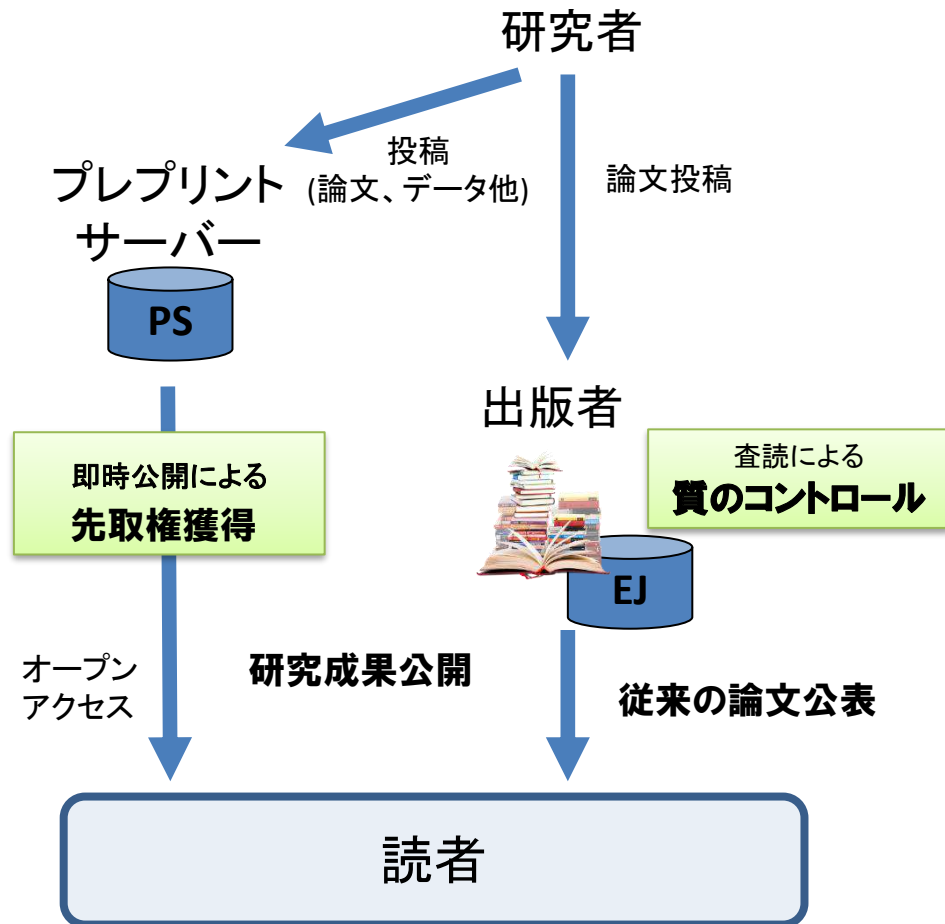 研究者
投稿
(論文、データ他)
論文投稿
プレプリント
サーバー
PS
出版者
即時公開による
先取権獲得
査読による
質のコントロール
EJ
オープン
アクセス
研究成果公開
従来の論文公表
読者